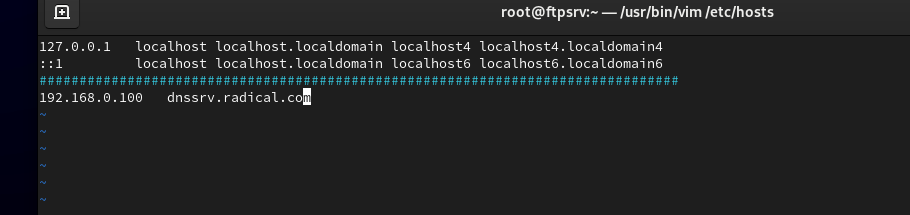 root@ftpsrv:~ — /usr/bin/vim /etc/hosts
127.0.0.1   localhost localhost.localdomain localhost4 localhost4.localdomain4
::1         localhost localhost.localdomain localhost6 localhost6.localdomain6
################################################################################
192.168.0.100   dnssrv.radical.com
~
~
~
~
~
~